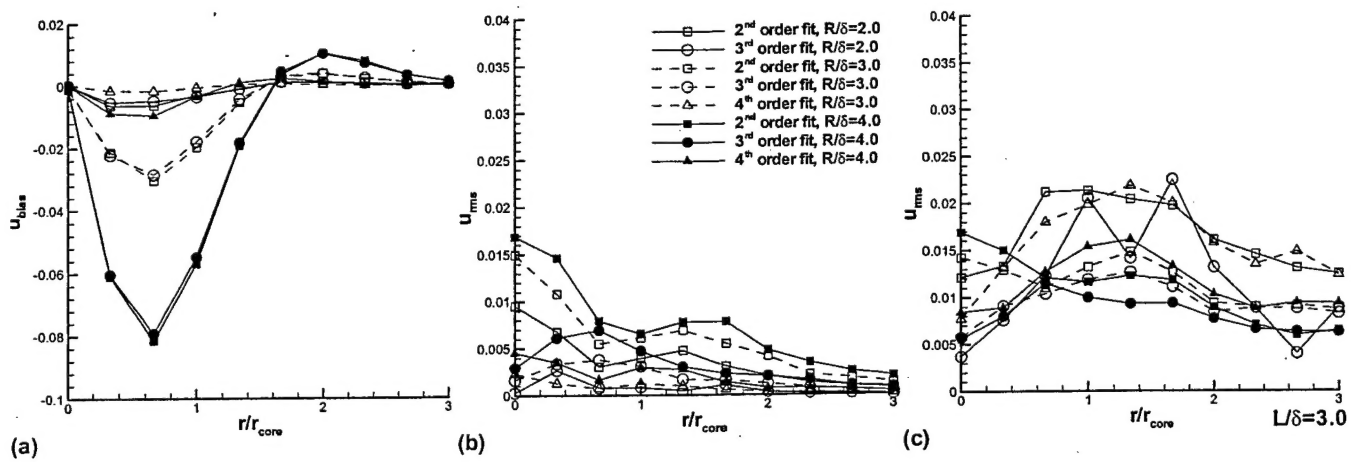 0
-0.02
-0.04
-0.06
-0.08
-0.1
u_bias
0 1 2 3
r/r_core
(a)
0.04
0.035
0.03
0.025
0.02
0.015
0.01
0.005
0
u_rms
0 1 2 3
r/r_core
(b)
2nd order fit, R/δ=2.0
3rd order fit, R/δ=2.0
2nd order fit, R/δ=3.0
3rd order fit, R/δ=3.0
4th order fit, R/δ=3.0
2nd order fit, R/δ=4.0
3rd order fit, R/δ=4.0
4th order fit, R/δ=4.0
0.04
0.035
0.03
0.025
0.02
0.015
0.01
0.005
0
u_rms
0 1 2 3
r/r_core
L/δ=3.0
(c)